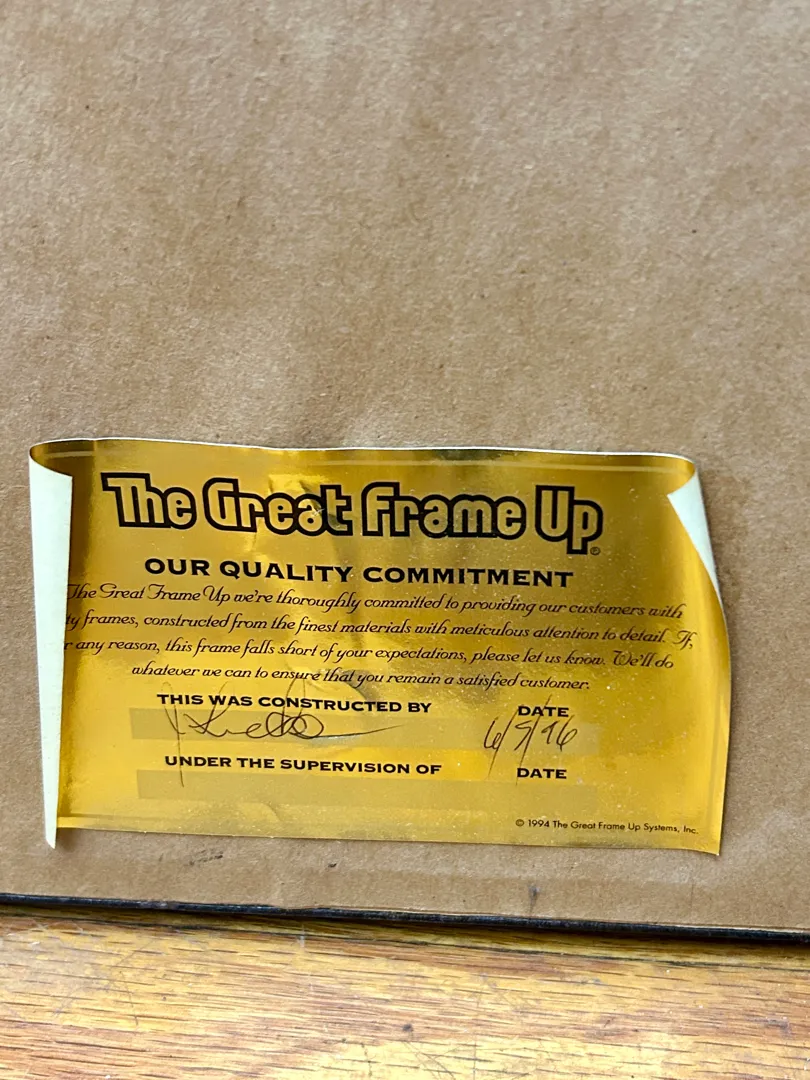 The Great Frame Up®
OUR QUALITY COMMITMENT
The Great Frame Up we're thoroughly committed to providing our customers with
ty frames, constructed from the finest materials with meticulous attention to detail. If,
r any reason, this frame falls short of your expectations, please let us know. We'll do
whatever we can to ensure that you remain a satisfied customer.
THIS WAS CONSTRUCTED BY DATE
6/5/96
UNDER THE SUPERVISION OF DATE
© 1994 The Great Frame Up Systems, Inc.